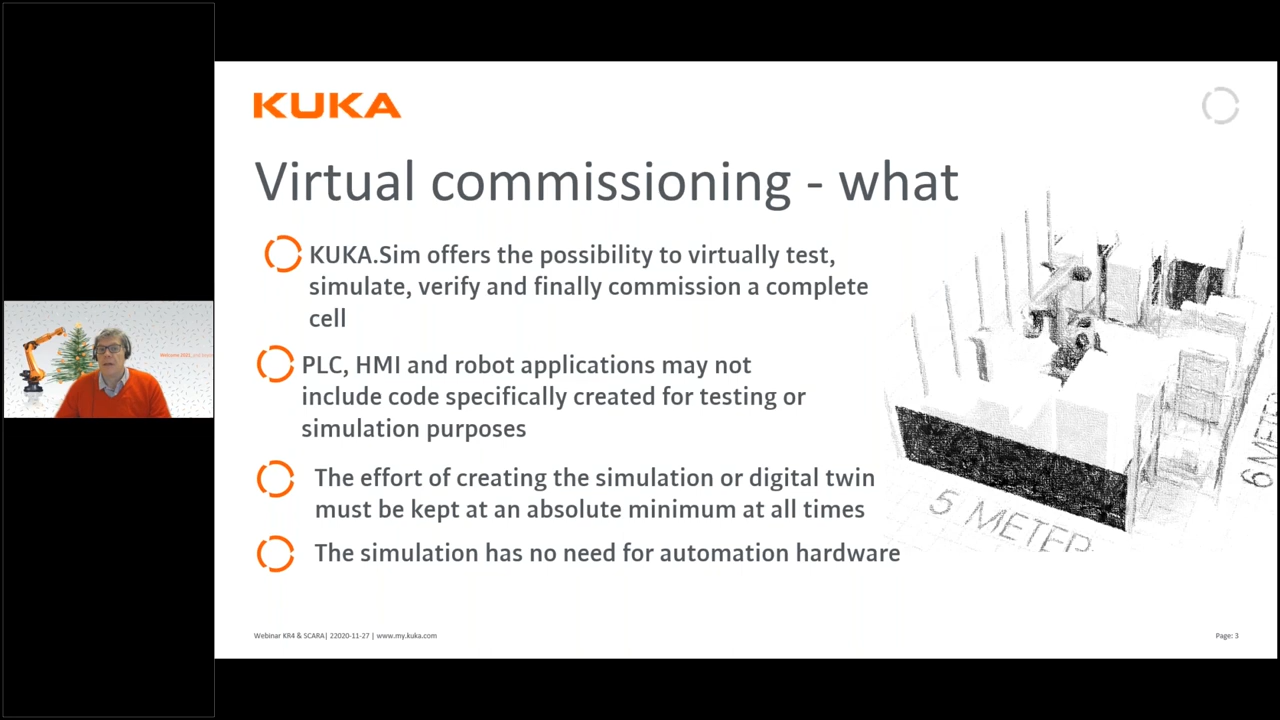 KUKA
Virtual commissioning - what
KUKA.Sim offers the possibility to virtually test,
simulate, verify and finally commission a complete
cell
PLC, HMI and robot applications may not
include code specifically created for testing or
simulation purposes
The effort of creating the simulation or digital twin
must be kept at an absolute minimum at all times
The simulation has no need for automation hardware
5 METER
Webinar KR4 & SCARA| 22020-11-27 | www.my.kuka.com
Page: 3